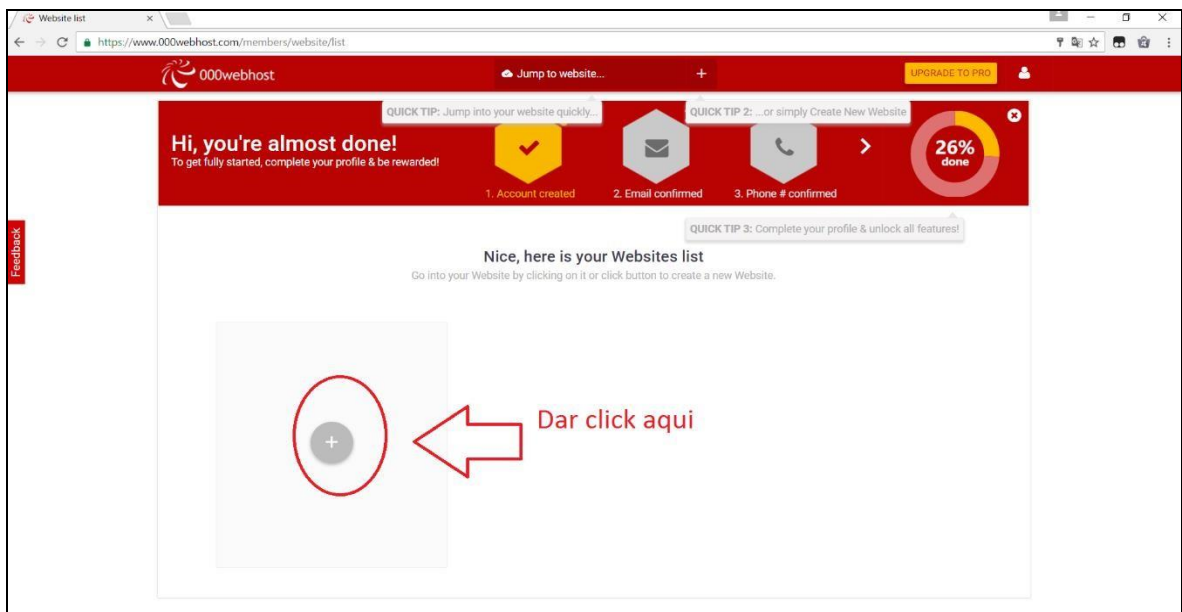 Website list
https://www.000webhost.com/members/website/list
000webhost
Jump to website...
+
UPGRADE TO PRO
QUICK TIP: Jump into your website quickly...
QUICK TIP 2: ...or simply Create New Website
Hi, you're almost done!
To get fully started, complete your profile & be rewarded!
26%
done
1. Account created
2. Email confirmed
3. Phone # confirmed
QUICK TIP 3: Complete your profile & unlock all features!
Feedback
Nice, here is your Websites list
Go into your Website by clicking on it or click button to create a new Website.
+
Dar click aqui